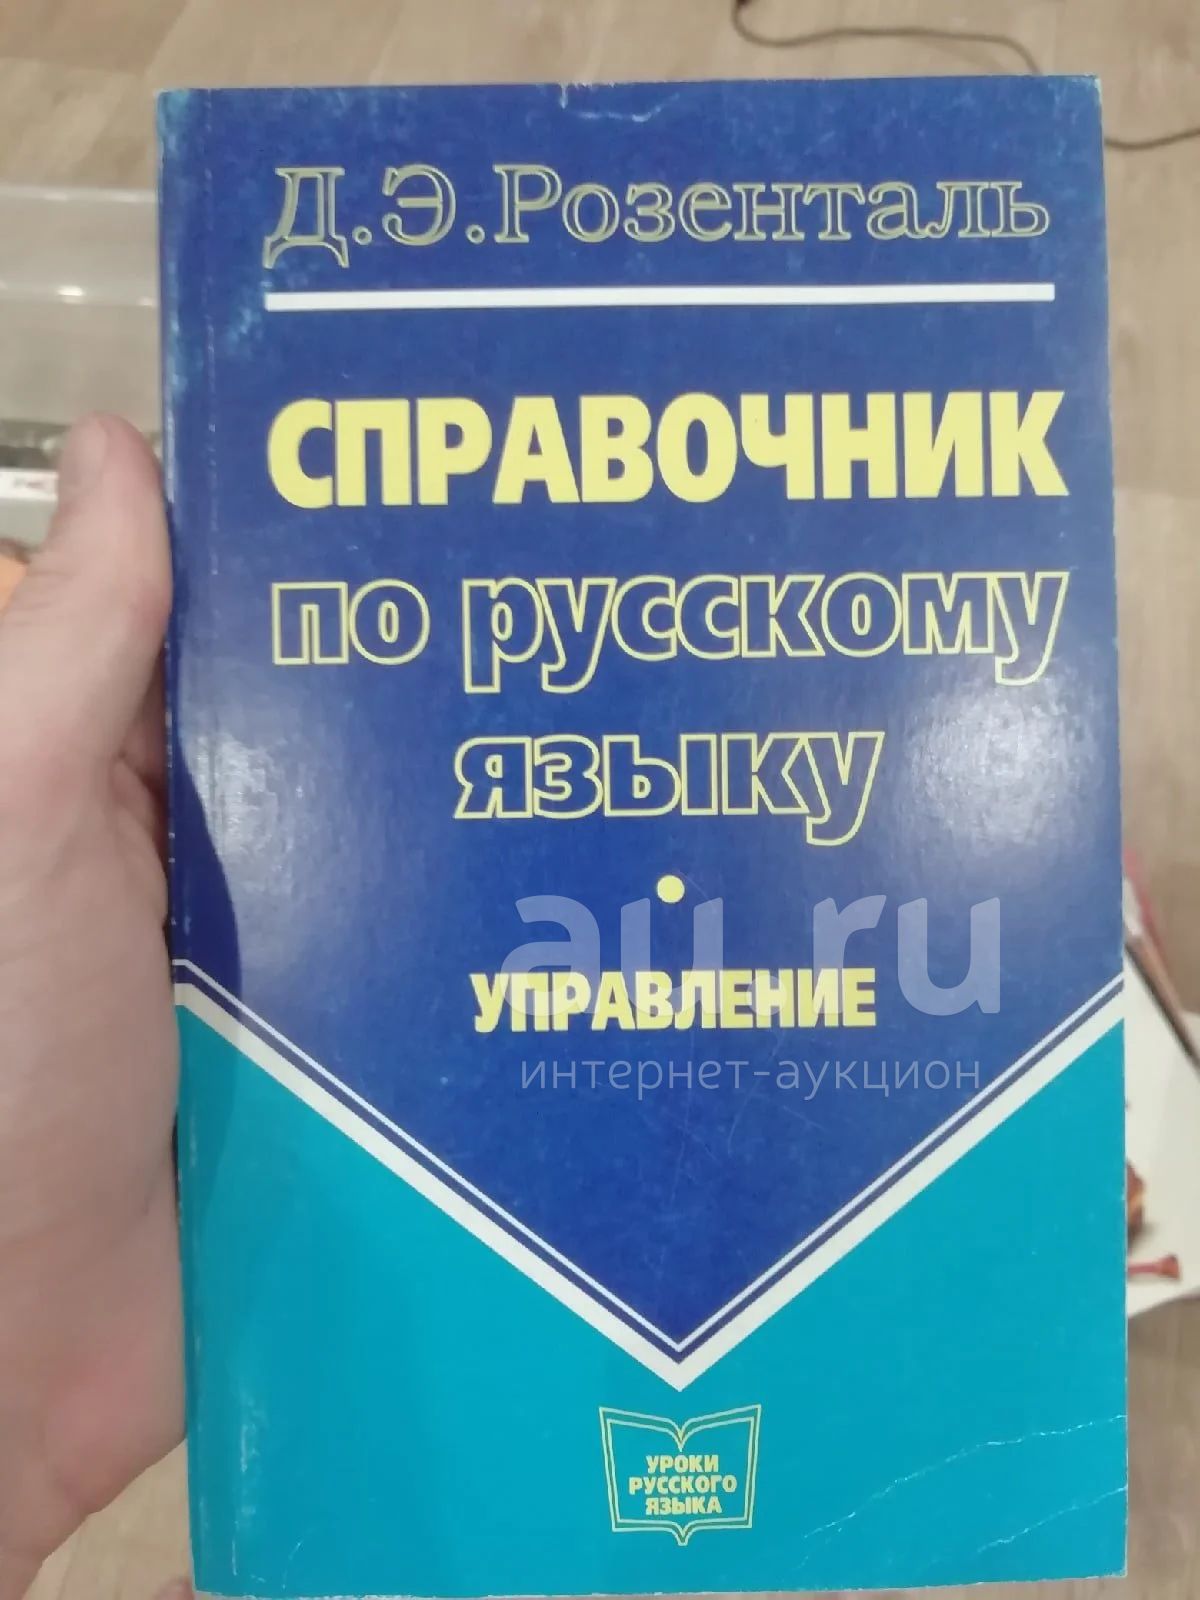 Д.Э.Розенталь
СПРАВОЧНИК
по русскому
языку
•
УПРАВЛЕНИЕ
au.ru
интернет-аукцион
УРОКИ
РУССКОГО
ЯЗЫКА